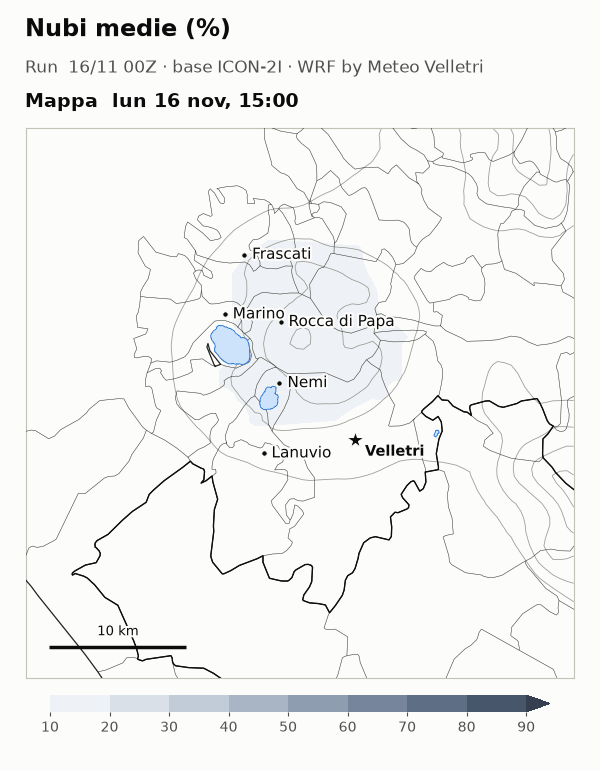 Nubi medie (%)
Run  16/11 00Z · base ICON-2I · WRF by Meteo Velletri
Mappa  lun 16 nov, 15:00
Frascati
Marino
Rocca di Papa
Nemi
Velletri
Lanuvio
10 km
10 20 30 40 50 60 70 80 90